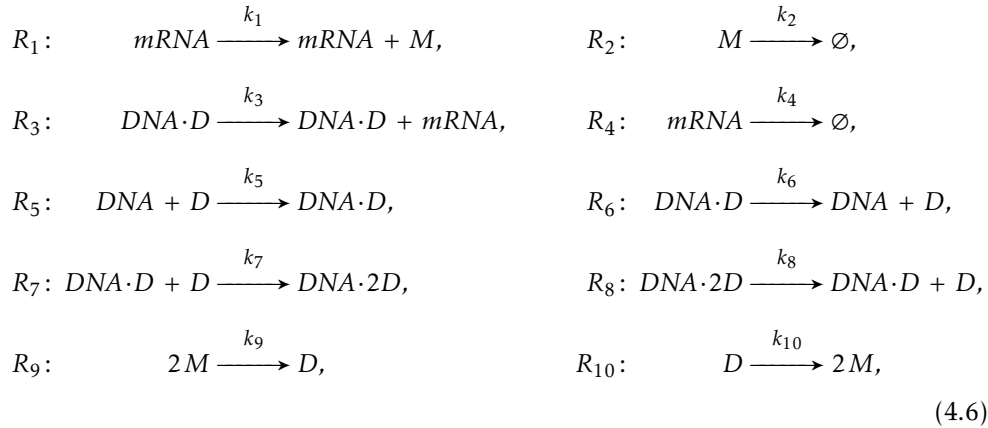 R₁: mRNA —k₁→ mRNA + M, R₂: M —k₂→ ∅,
R₃: DNA·D —k₃→ DNA·D + mRNA, R₄: mRNA —k₄→ ∅,
R₅: DNA + D —k₅→ DNA·D, R₆: DNA·D —k₆→ DNA + D,
R₇: DNA·D + D —k₇→ DNA·2D, R₈: DNA·2D —k₈→ DNA·D + D,
R₉: 2M —k₉→ D, R₁₀: D —k₁₀→ 2M,
(4.6)